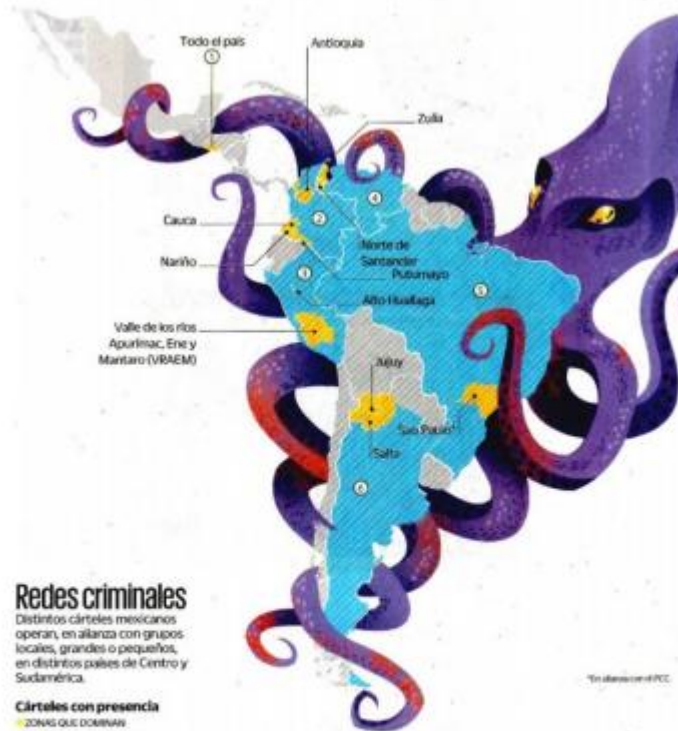 Todo el país
Antioquia
1
Zulia
4
2
Cauca
Norte de
Santander
Nariño
Putumayo
3
5
Alto Huallaga
Valle de los ríos
Apurímac, Ene y
Mantaro (VRAEM)
Jujuy
Sao Paulo*
Salta
6
Redes criminales
Distintos cárteles mexicanos
operan, en alianza con grupos
locales, grandes o pequeños,
en distintos países de Centro y
Sudamérica.
Cárteles con presencia
ZONAS QUE DOMINAN
*En alianza con el PCC.